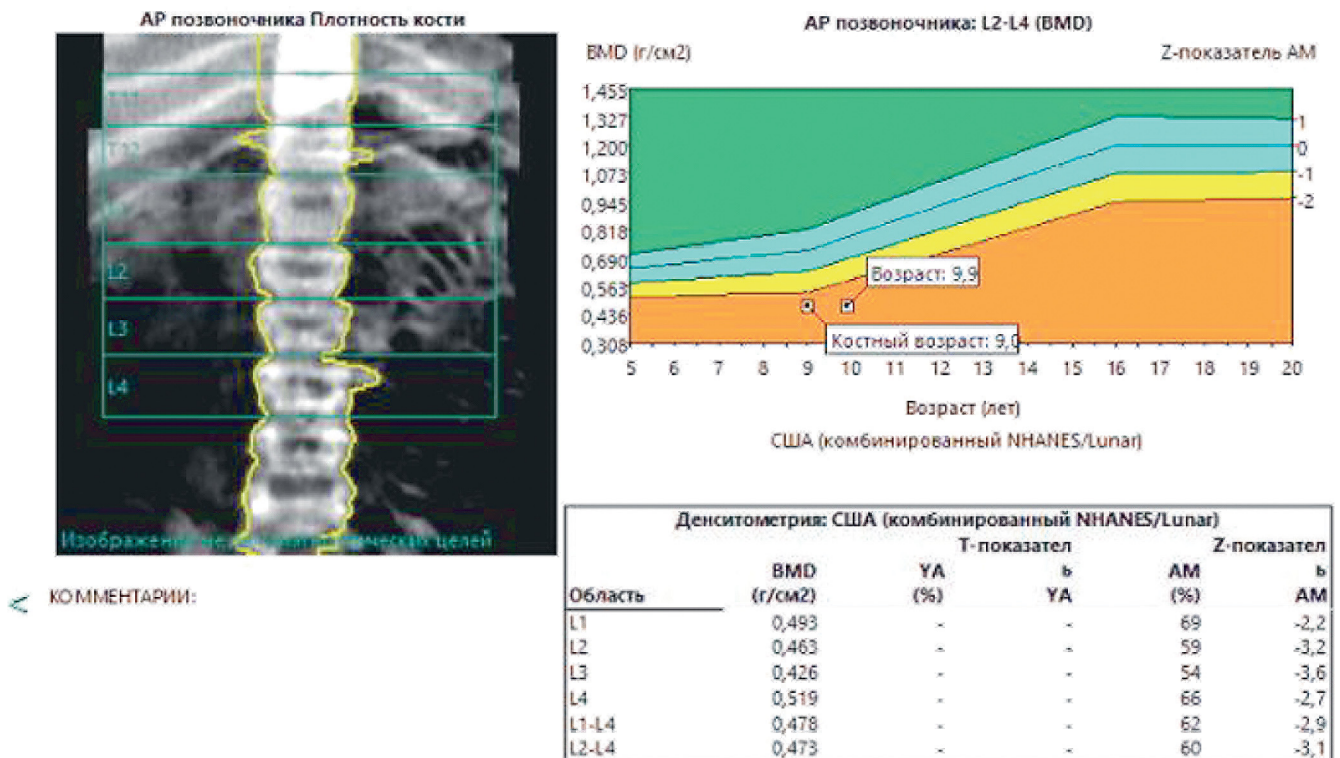 АР позвоночника Плотность кости
T12
L2
L3
L4
КОММЕНТАРИИ:
АР позвоночника: L2-L4 (BMD)
BMD (г/см2)
Z-показатель АМ
1,455
1,327
1,200
1,073
0,945
0,818
0,690
0,563
0,436
0,308
1
0
-1
-2
Возраст: 9,9
Костный возраст: 9,0
5 6 7 8 9 10 11 12 13 14 15 16 17 18 19 20
Возраст (лет)
США (комбинированный NHANES/Lunar)
Денситометрия: США (комбинированный NHANES/Lunar)
Т-показател Z-показател
BMD YA ь AM ь
Область (г/см2) (%) YA (%) AM
L1 0,493 - - 69 -2,2
L2 0,463 - - 59 -3,2
L3 0,426 - - 54 -3,6
L4 0,519 - - 66 -2,7
L1-L4 0,478 - - 62 -2,9
L2-L4 0,473 - - 60 -3,1